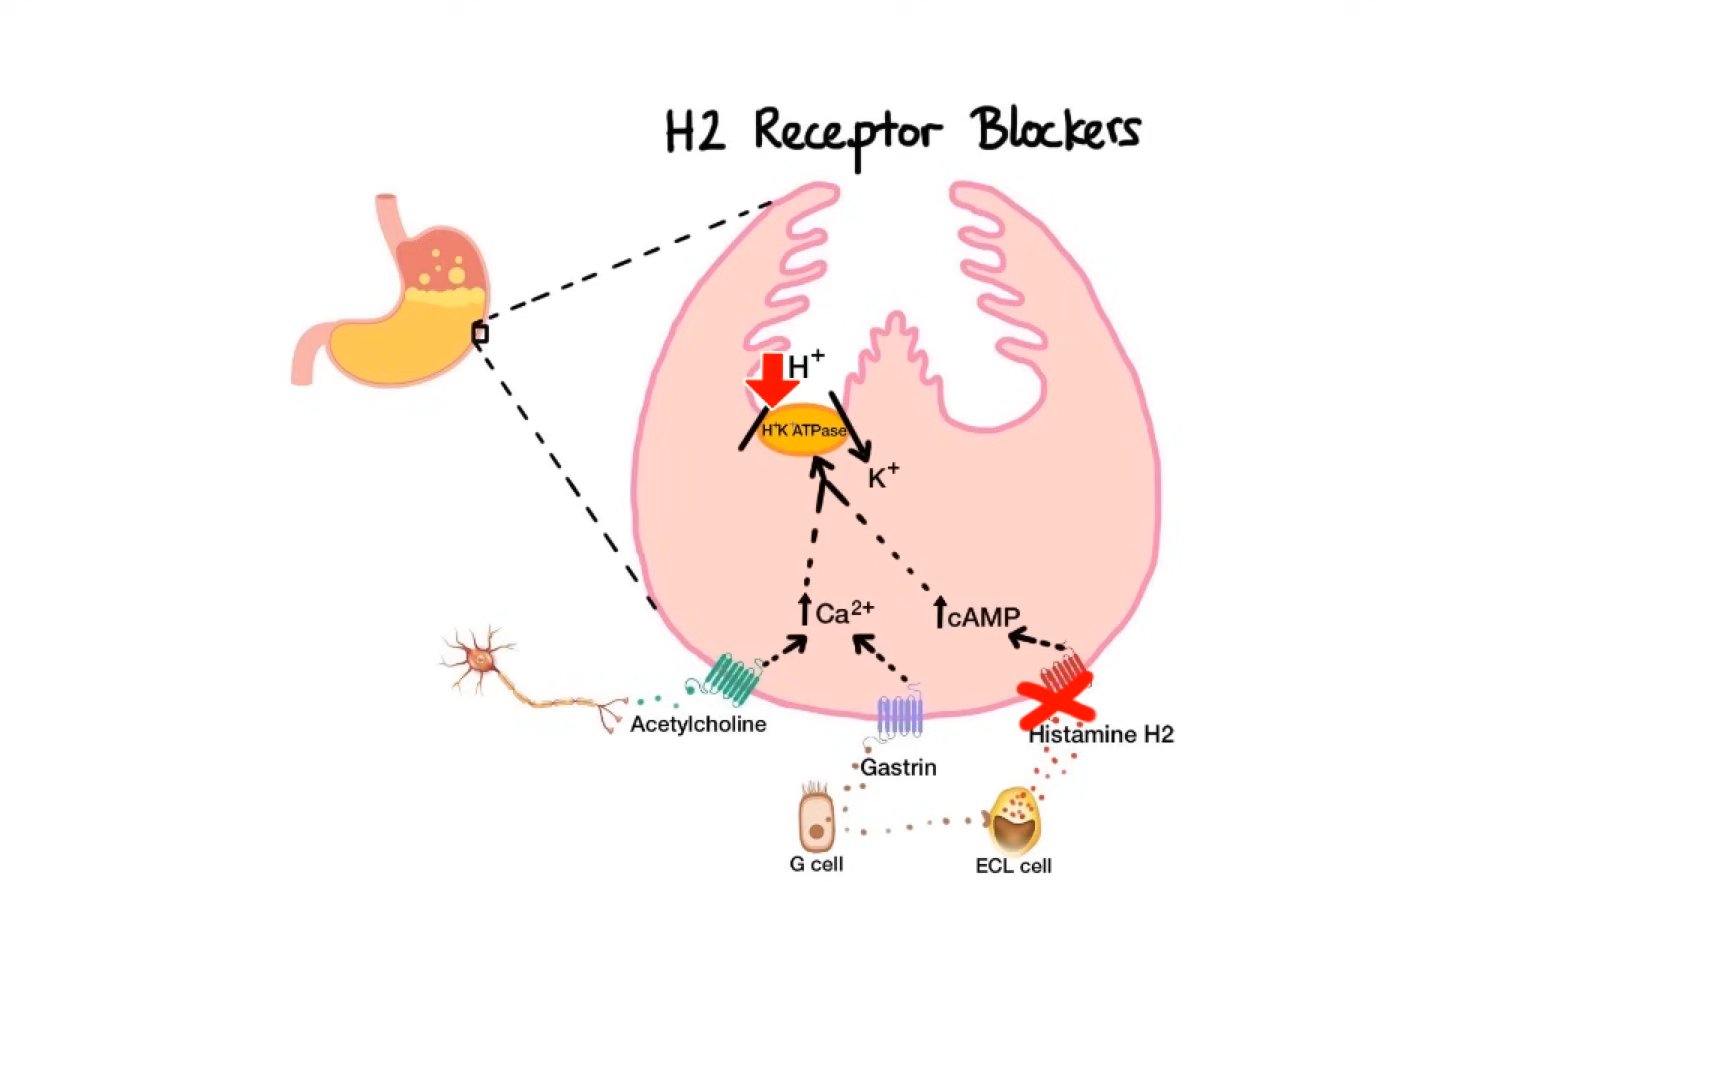 H2 Receptor Blockers
H⁺
H⁺K⁺ATPase
K⁺
Ca²⁺
cAMP
Acetylcholine
Histamine H2
Gastrin
G cell
ECL cell